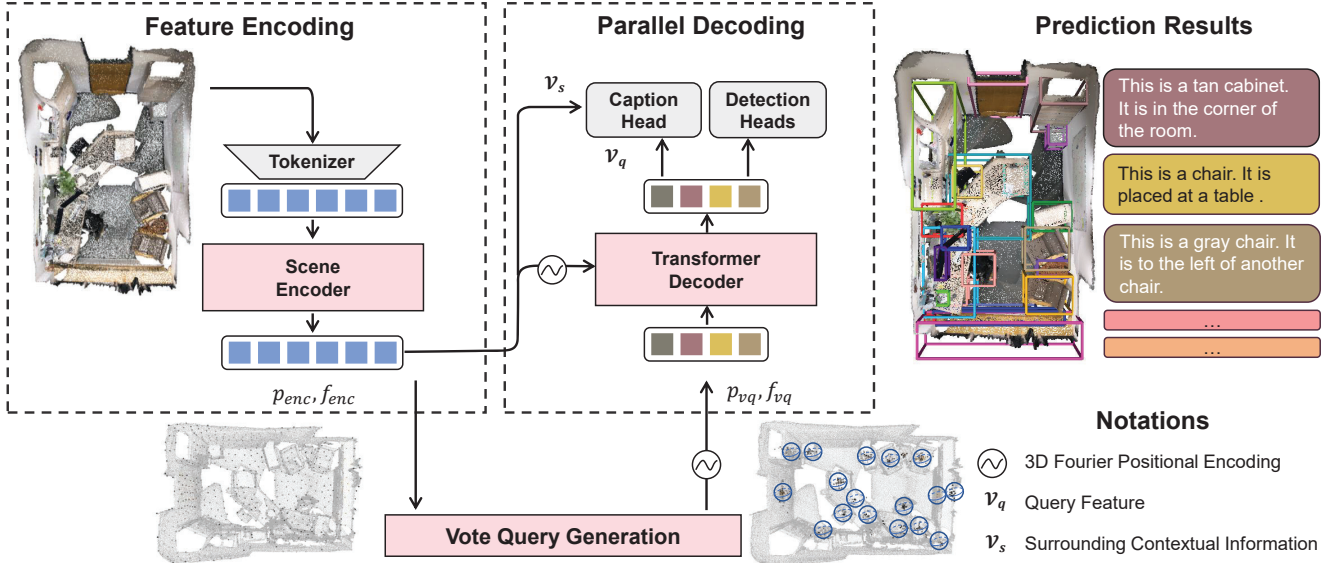 Feature Encoding
Tokenizer
Scene
Encoder
p_enc, f_enc
Parallel Decoding
𝒱_s
Caption
Head
Detection
Heads
𝒱_q
Transformer
Decoder
p_vq, f_vq
Vote Query Generation
Prediction Results
This is a tan cabinet.
It is in the corner of
the room.
This is a chair. It is
placed at a table .
This is a gray chair. It
is to the left of another
chair.
...
...
Notations
3D Fourier Positional Encoding
𝒱_q Query Feature
𝒱_s Surrounding Contextual Information